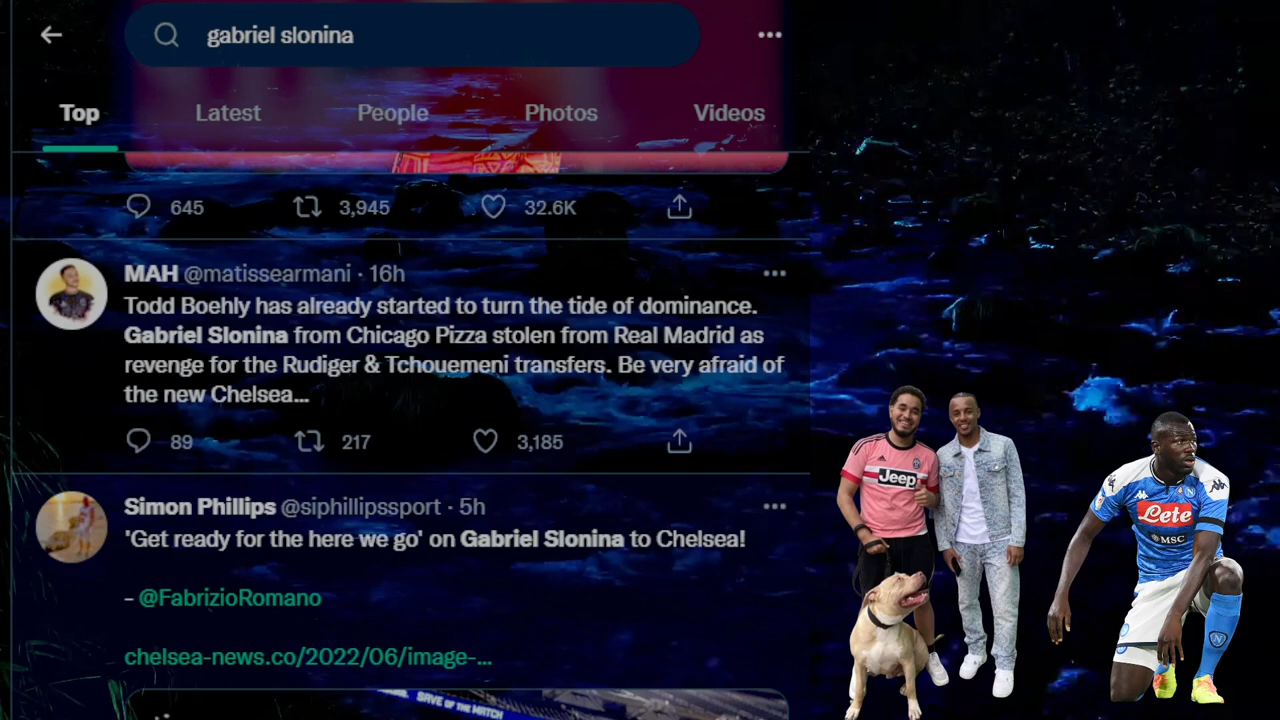 gabriel slonina
Top Latest People Photos Videos
645 3,945 32.6K
MAH @matissearmani · 16h
Todd Boehly has already started to turn the tide of dominance.
Gabriel Slonina from Chicago Pizza stolen from Real Madrid as
revenge for the Rudiger & Tchouemeni transfers. Be very afraid of
the new Chelsea...
89 217 3,185
Simon Phillips @siphillipssport · 5h
'Get ready for the here we go' on Gabriel Slonina to Chelsea!
- @FabrizioRomano
chelsea-news.co/2022/06/image-...
SAVE OF THE MATCH
Jeep
Lete
MSC